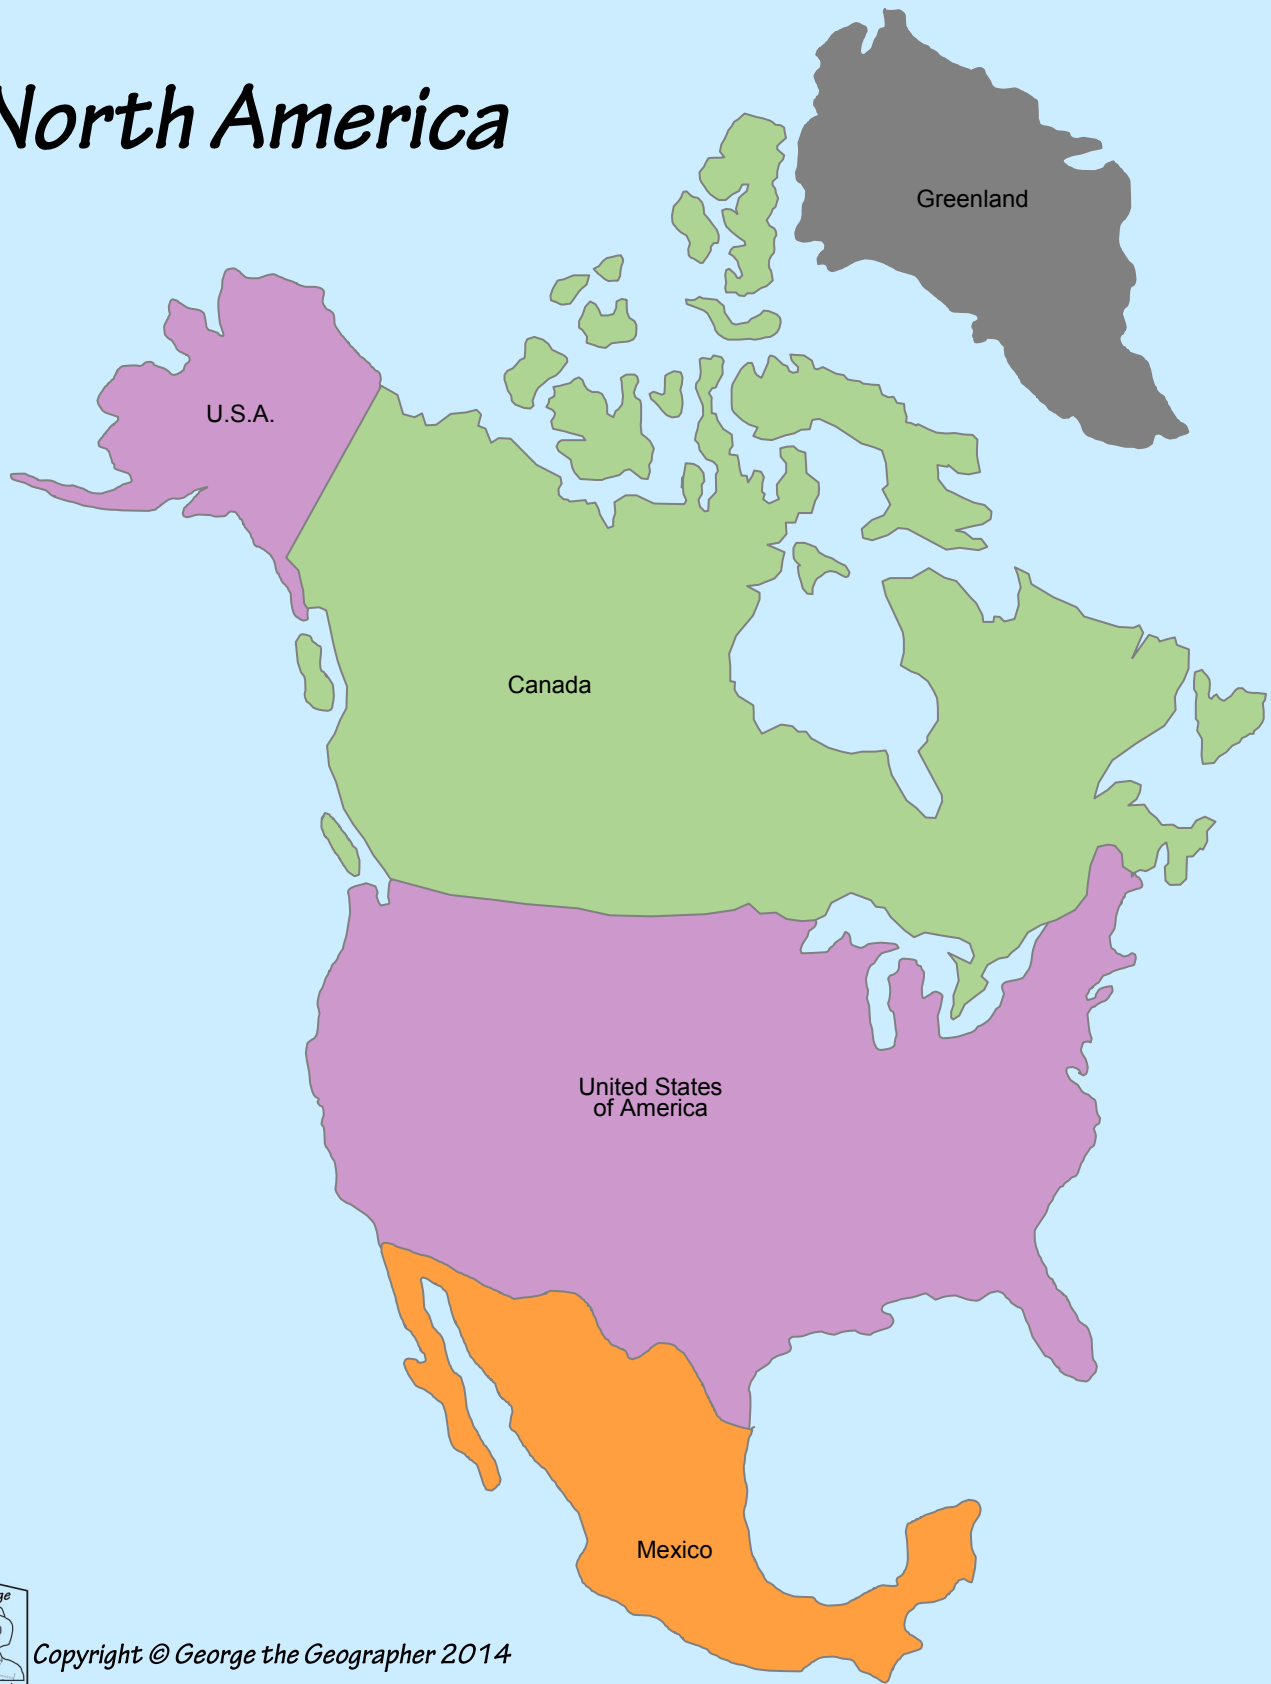 North America
Greenland
U.S.A.
Canada
United States
of America
Mexico
Copyright © George the Geographer 2014